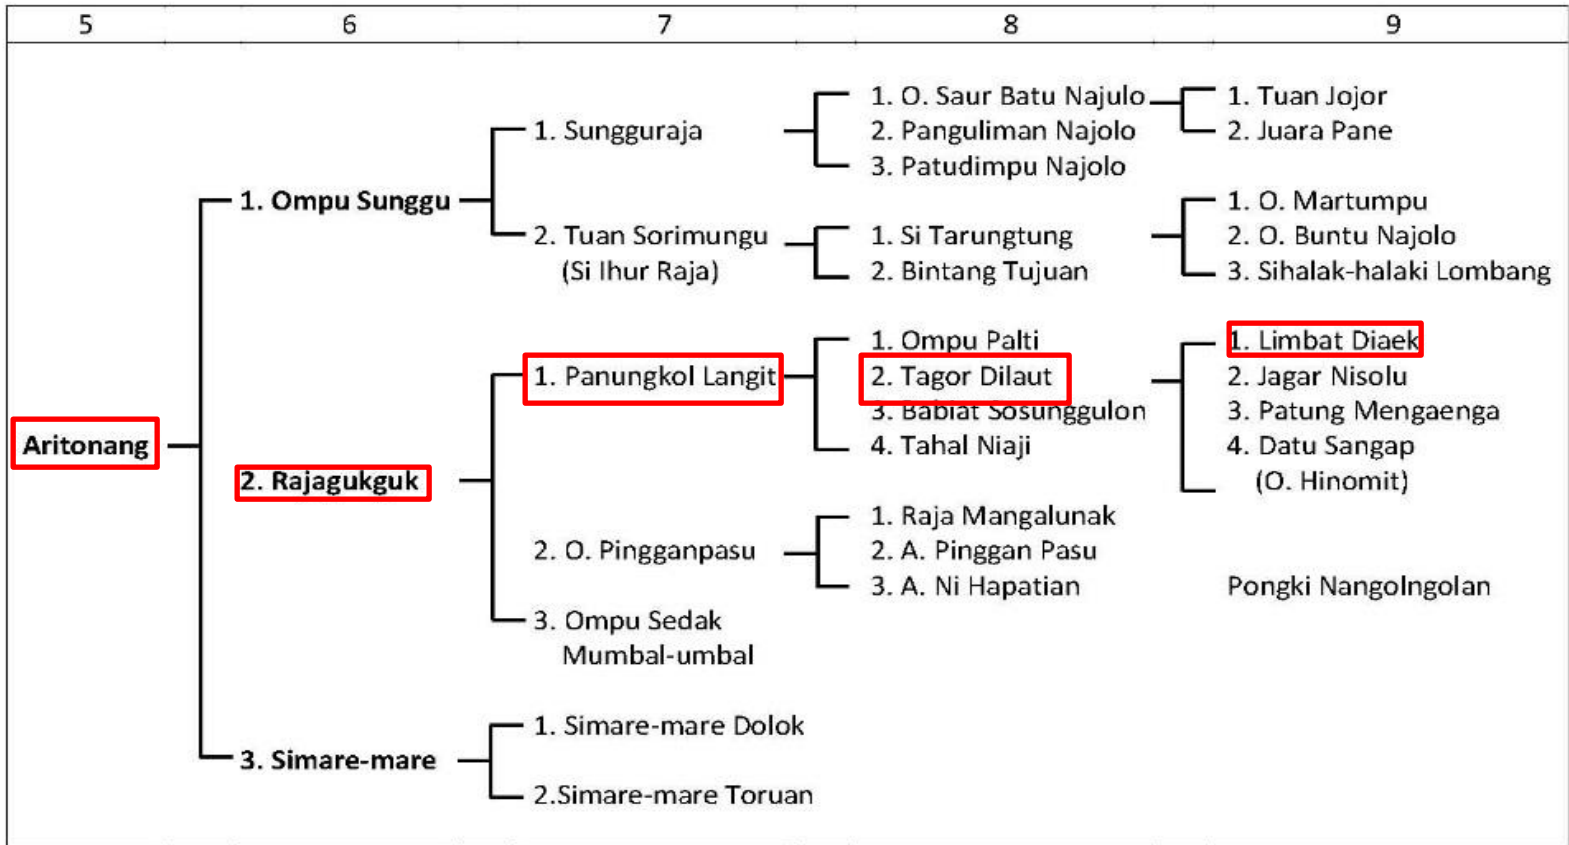 5 6 7 8 9
1. O. Saur Batu Najulo 1. Tuan Jojor
1. Sungguraja 2. Panguliman Najolo 2. Juara Pane
3. Patudimpu Najolo
1. Ompu Sunggu 1. O. Martumpu
2. Tuan Sorimungu 1. Si Tarungtung 2. O. Buntu Najolo
(Si Ihur Raja) 2. Bintang Tujuan 3. Sihalak-halaki Lombang
1. Ompu Palti 1. Limbat Diaek
1. Panungkol Langit 2. Tagor Dilaut 2. Jagar Nisolu
3. Babiat Sosunggulon 3. Patung Mengaenga
Aritonang 4. Tahal Niaji 4. Datu Sangap
2. Rajagukguk (O. Hinomit)
1. Raja Mangalunak
2. O. Pingganpasu 2. A. Pinggan Pasu
3. A. Ni Hapatian Pongki Nangolngolan
3. Ompu Sedak
Mumbal-umbal
1. Simare-mare Dolok
3. Simare-mare
2.Simare-mare Toruan